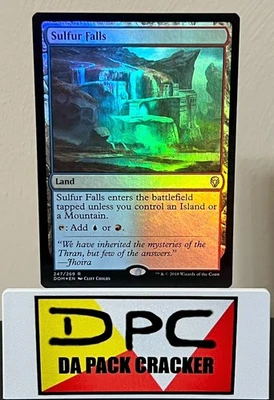 Sulfur Falls
Land
Sulfur Falls enters the battlefield
tapped unless you control an Island or
a Mountain.
: Add or .
“We have inherited the mysteries of the
Thran, but few of the answers.”
—Jhoira
247/269 R
DOM • EN CLIFF CHILDS
™ & © 2018 Wizards of the Coast
DPC
DA PACK CRACKER